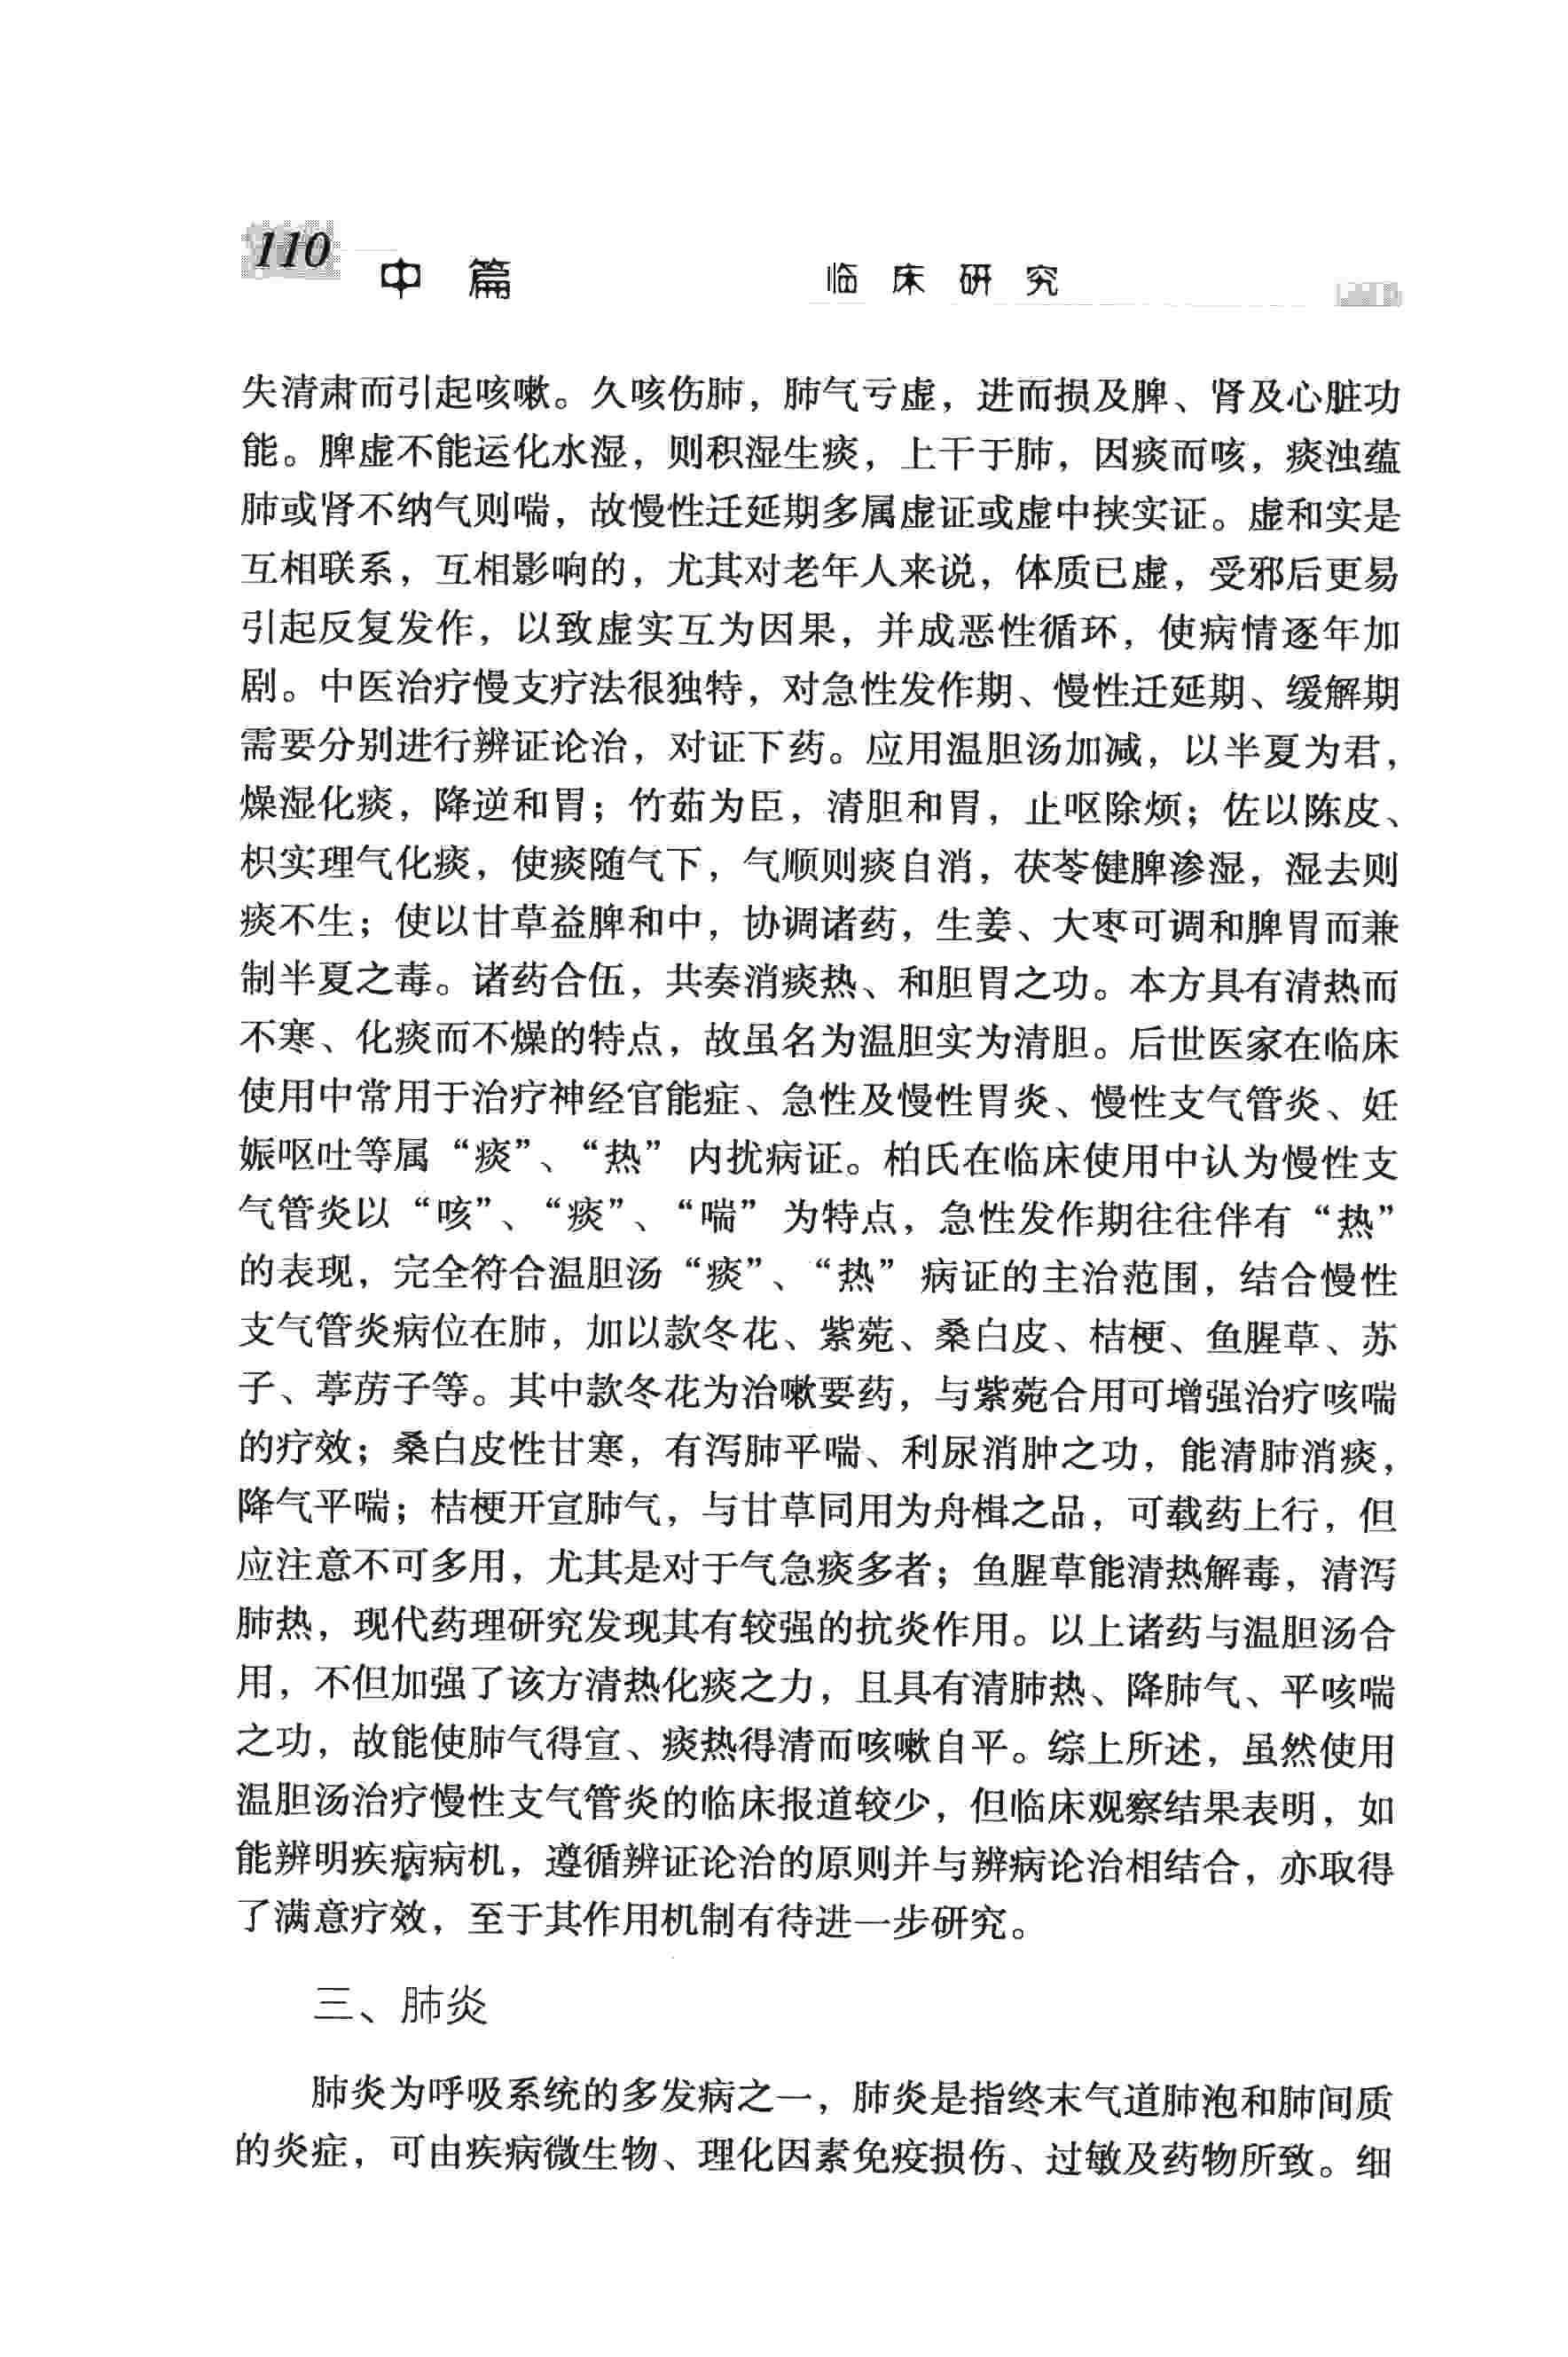 110
中 篇 临 床 研 究
失清肃而引起咳嗽。久咳伤肺，肺气亏虚，进而损及脾、肾及心脏功
能。脾虚不能运化水湿，则积湿生痰，上干于肺，因痰而咳，痰浊蕴
肺或肾不纳气则喘，故慢性迁延期多属虚证或虚中挟实证。虚和实是
互相联系，互相影响的，尤其对老年人来说，体质已虚，受邪后更易
引起反复发作，以致虚实互为因果，并成恶性循环，使病情逐年加
剧。中医治疗慢支疗法很独特，对急性发作期、慢性迁延期、缓解期
需要分别进行辨证论治，对证下药。应用温胆汤加减，以半夏为君，
燥湿化痰，降逆和胃；竹茹为臣，清胆和胃，止呕除烦；佐以陈皮、
枳实理气化痰，使痰随气下，气顺则痰自消，茯苓健脾渗湿，湿去则
痰不生；使以甘草益脾和中，协调诸药，生姜、大枣可调和脾胃而兼
制半夏之毒。诸药合伍，共奏消痰热、和胆胃之功。本方具有清热而
不寒、化痰而不燥的特点，故虽名为温胆实为清胆。后世医家在临床
使用中常用于治疗神经官能症、急性及慢性胃炎、慢性支气管炎、妊
娠呕吐等属“痰”、“热”内扰病证。柏氏在临床使用中认为慢性支
气管炎以“咳”、“痰”、“喘”为特点，急性发作期往往伴有“热”
的表现，完全符合温胆汤“痰”、“热”病证的主治范围，结合慢性
支气管炎病位在肺，加以款冬花、紫菀、桑白皮、桔梗、鱼腥草、苏
子、葶苈子等。其中款冬花为治嗽要药，与紫菀合用可增强治疗咳喘
的疗效；桑白皮性甘寒，有泻肺平喘、利尿消肿之功，能清肺消痰，
降气平喘；桔梗开宣肺气，与甘草同用为舟楫之品，可载药上行，但
应注意不可多用，尤其是对于气急痰多者；鱼腥草能清热解毒，清泻
肺热，现代药理研究发现其有较强的抗炎作用。以上诸药与温胆汤合
用，不但加强了该方清热化痰之力，且具有清肺热、降肺气、平咳喘
之功，故能使肺气得宣、痰热得清而咳嗽自平。综上所述，虽然使用
温胆汤治疗慢性支气管炎的临床报道较少，但临床观察结果表明，如
能辨明疾病病机，遵循辨证论治的原则并与辨病论治相结合，亦取得
了满意疗效，至于其作用机制有待进一步研究。
三、肺炎
肺炎为呼吸系统的多发病之一，肺炎是指终末气道肺泡和肺间质
的炎症，可由疾病微生物、理化因素免疫损伤、过敏及药物所致。细